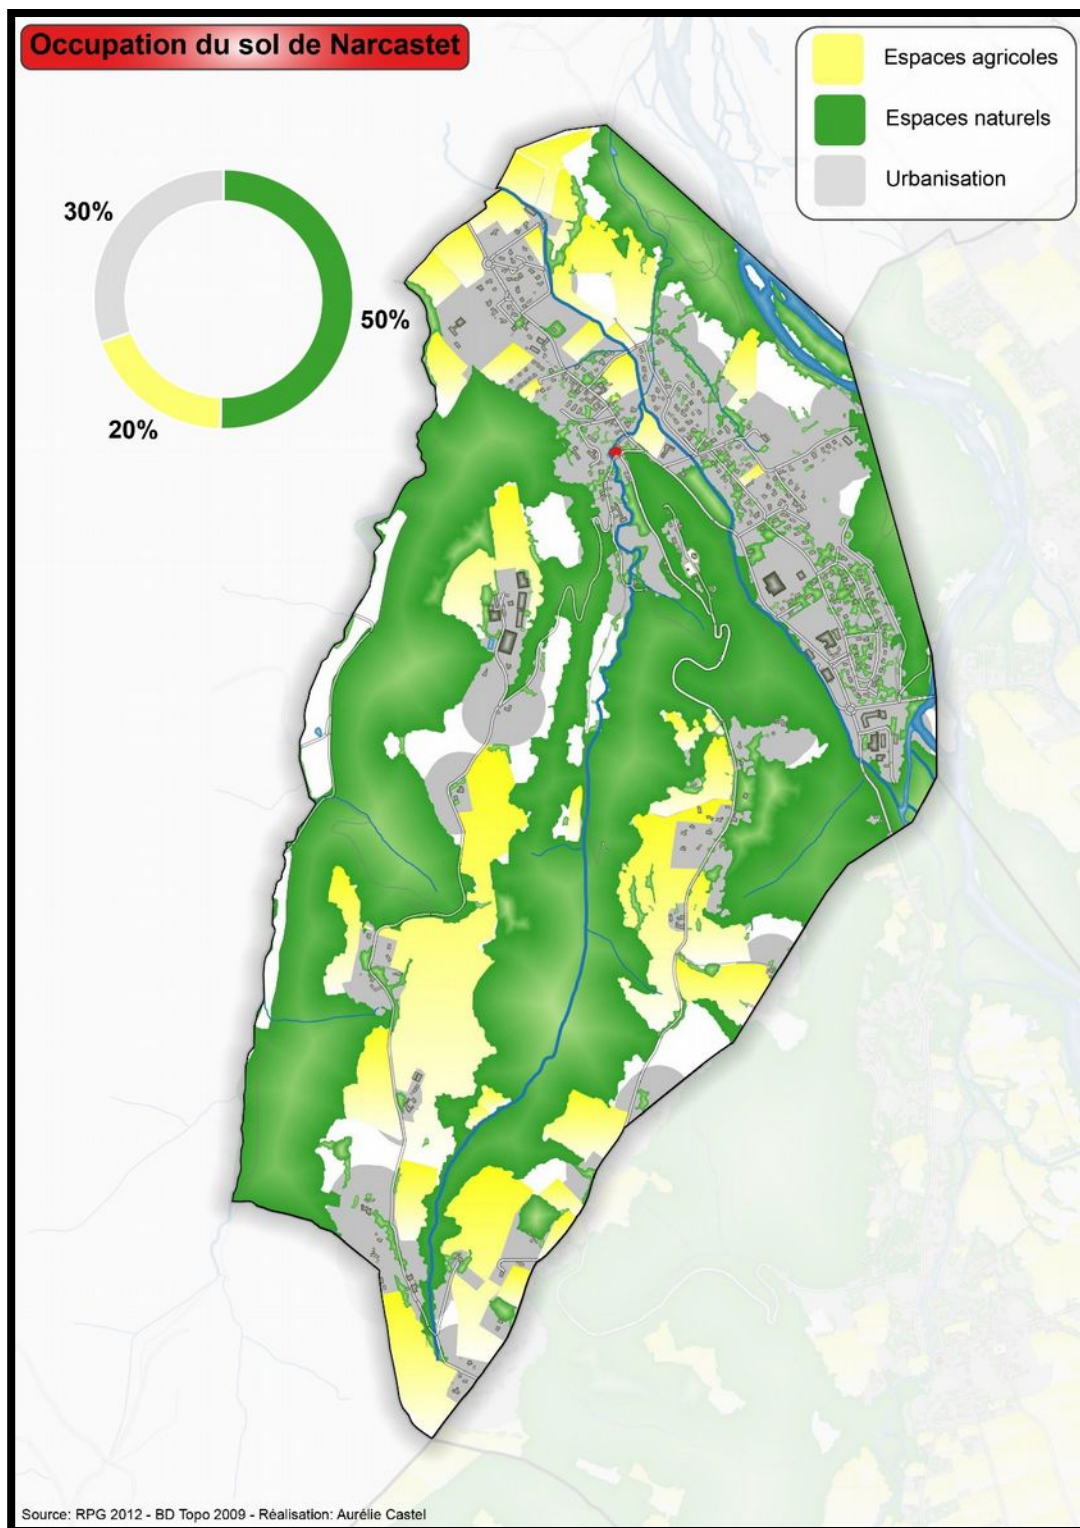 Occupation du sol de Narcastet
Espaces agricoles
Espaces naturels
Urbanisation
30%
50%
20%
Source: RPG 2012 - BD Topo 2009 - Réalisation: Aurélie Castel